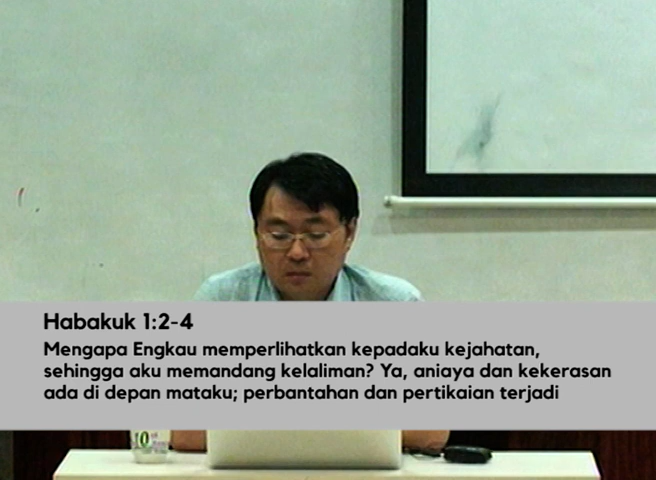 Habakuk 1:2-4
Mengapa Engkau memperlihatkan kepadaku kejahatan,
sehingga aku memandang kelaliman? Ya, aniaya dan kekerasan
ada di depan mataku; perbantahan dan pertikaian terjadi
10